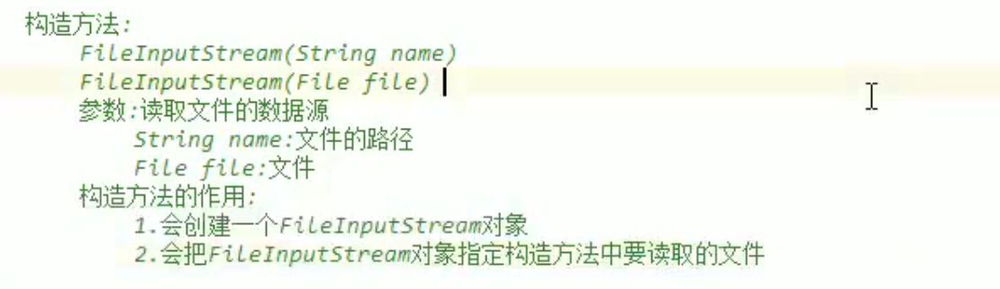 构造方法:
FileInputStream(String name)
FileInputStream(File file)
参数:读取文件的数据源
String name:文件的路径
File file:文件
构造方法的作用:
1.会创建一个FileInputStream对象
2.会把FileInputStream对象指定构造方法中要读取的文件